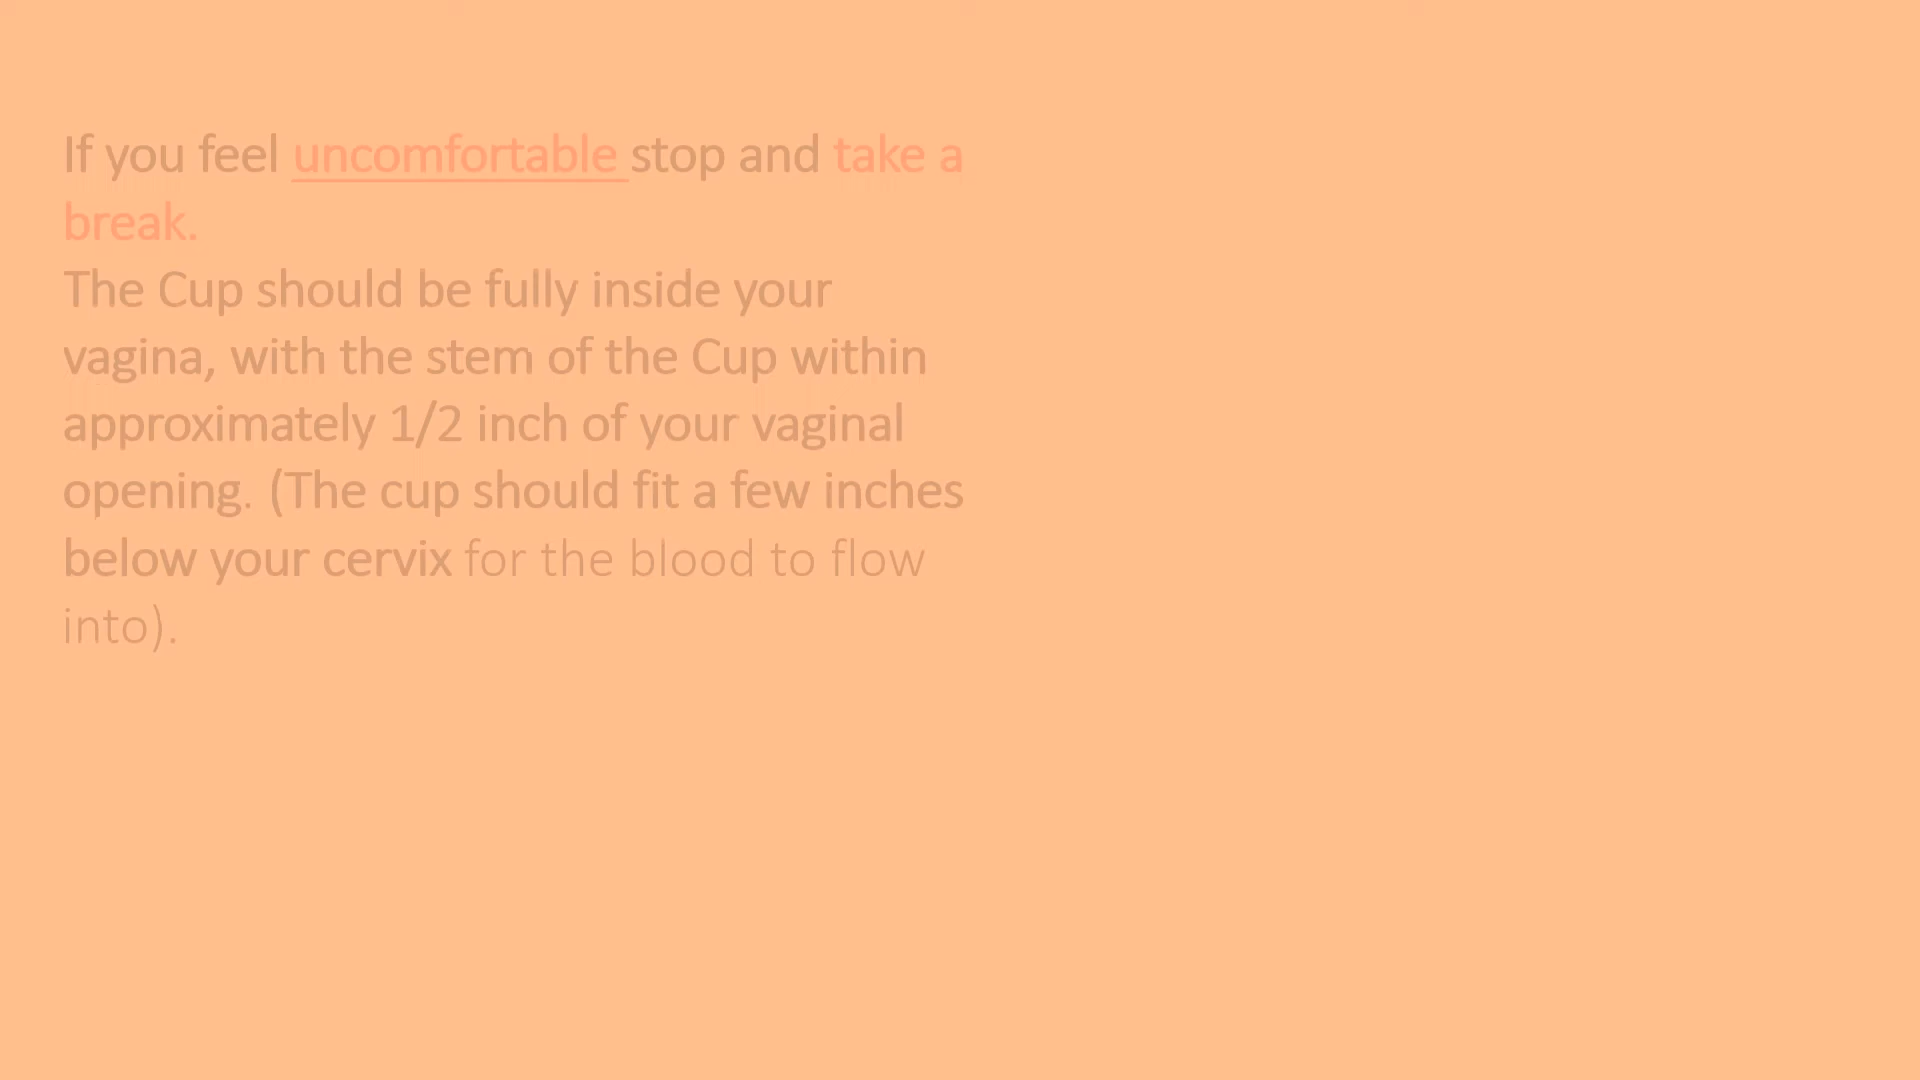 If you feel uncomfortable stop and take a
break.
The Cup should be fully inside your
vagina, with the stem of the Cup within
approximately 1/2 inch of your vaginal
opening. (The cup should fit a few inches
below your cervix for the blood to flow
into).